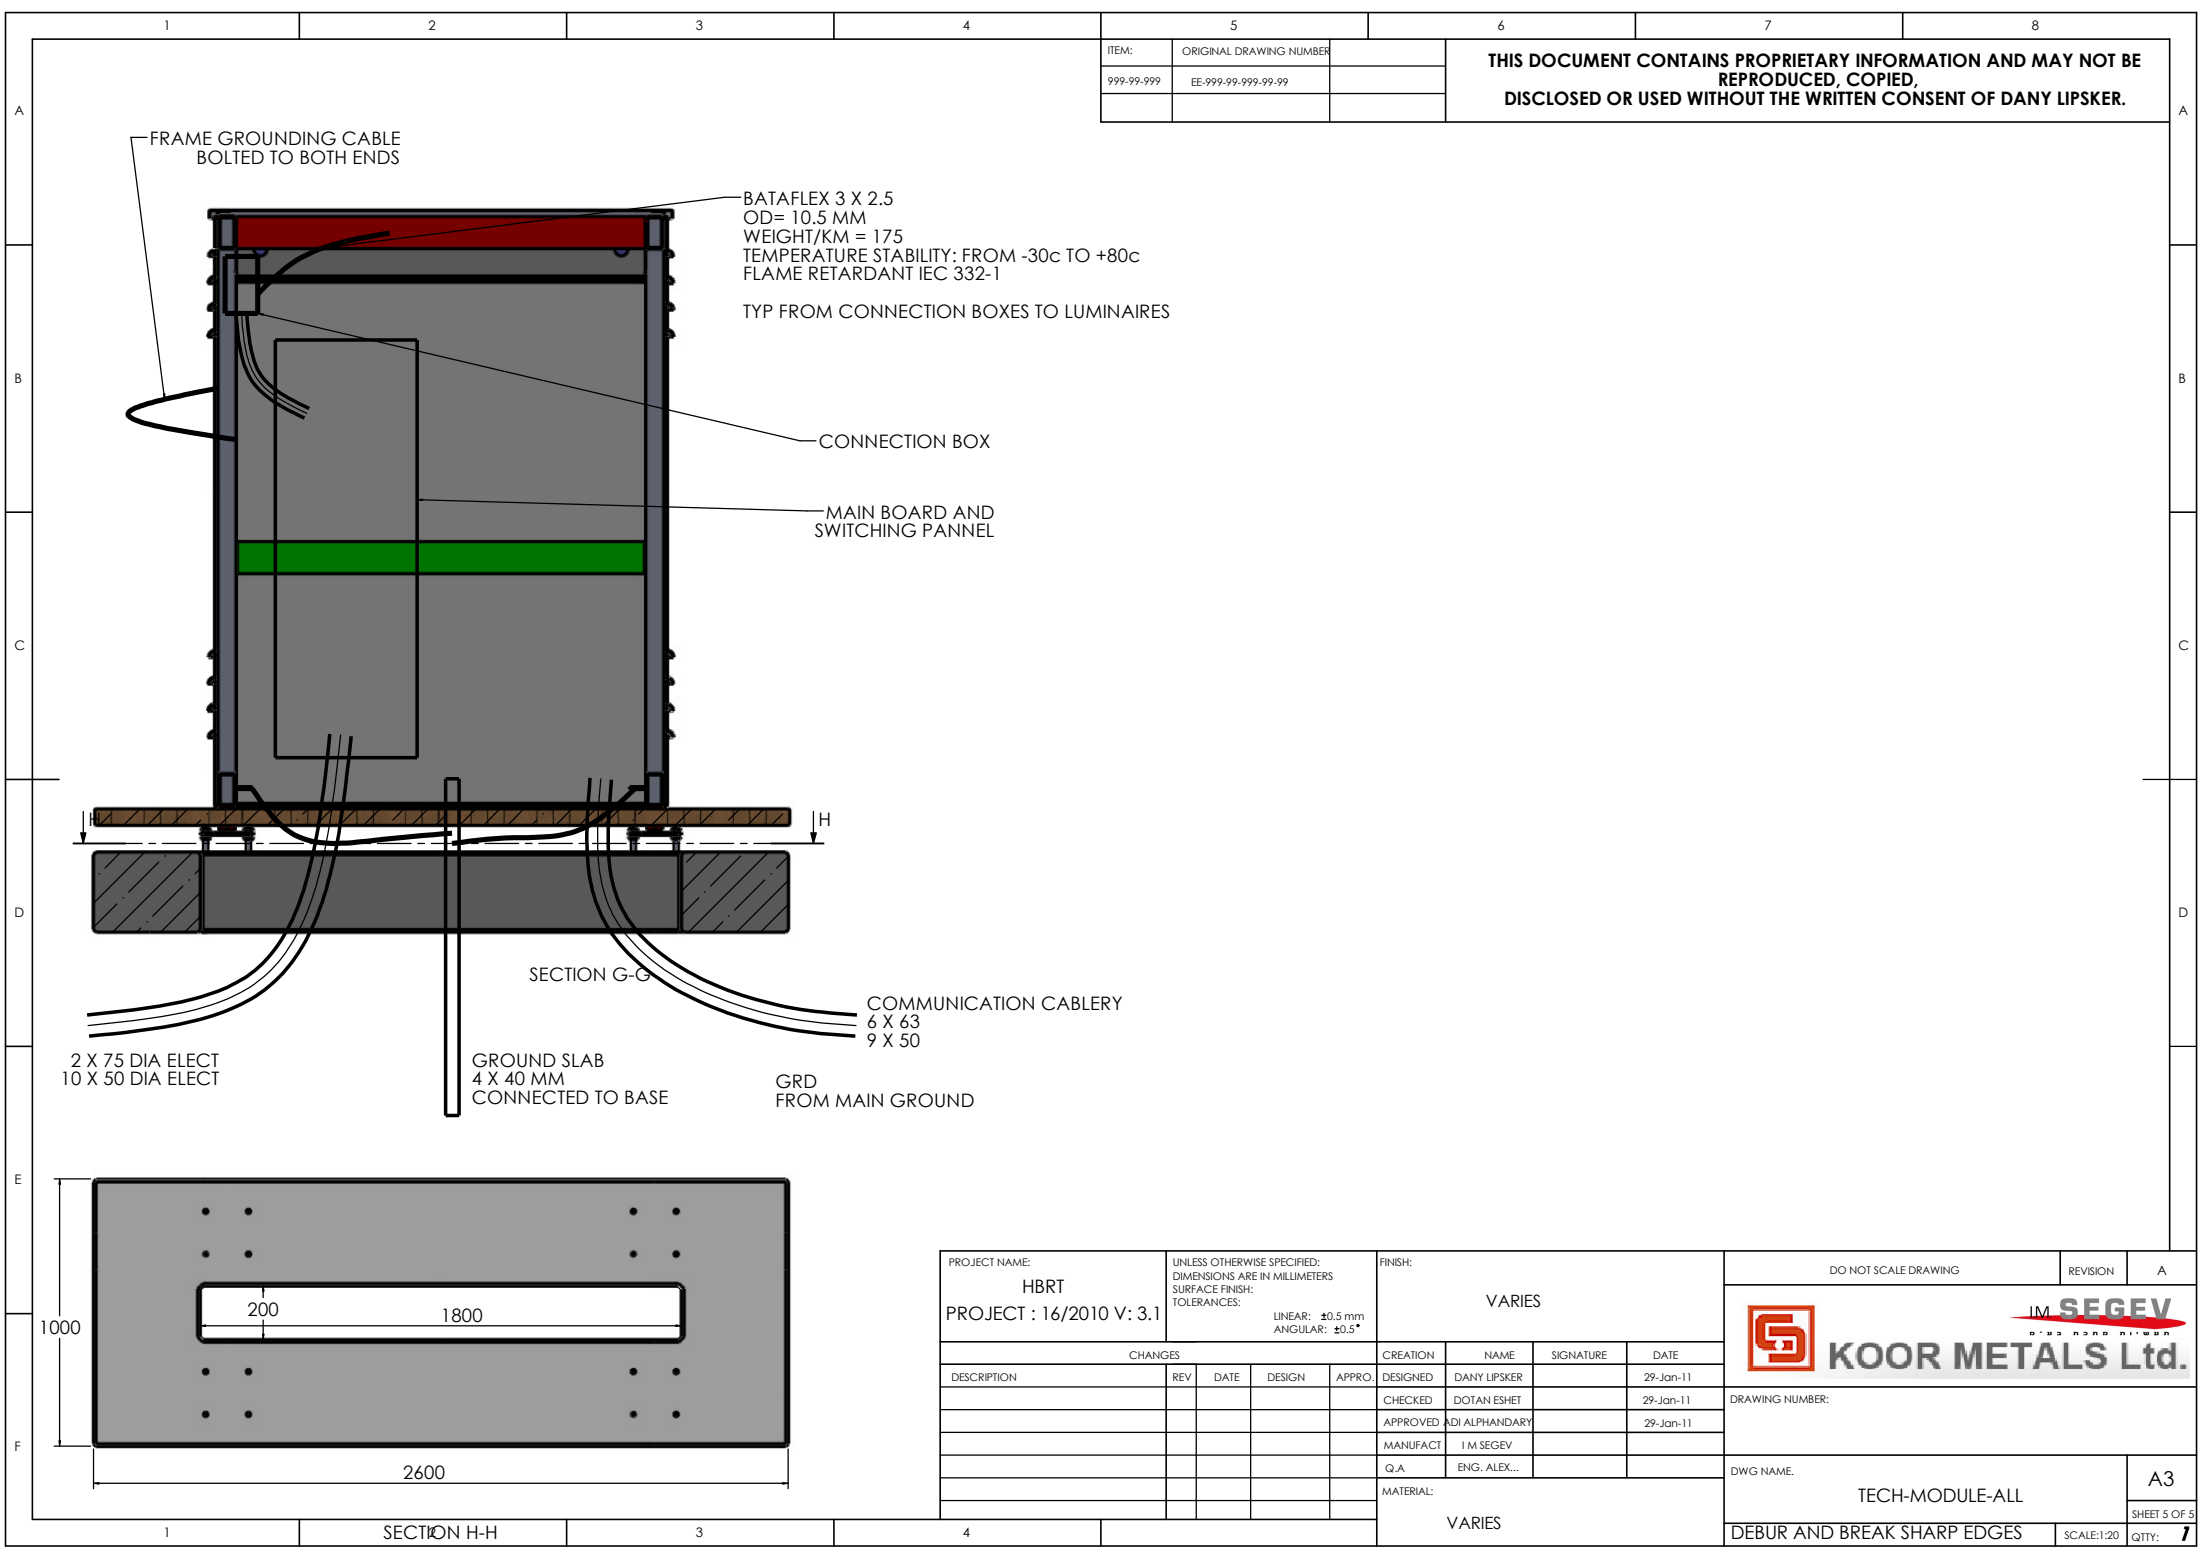 1 2 3 4 5 6 7 8
ITEM: ORIGINAL DRAWING NUMBER
999-99-999 EE-999-99-999-99-99
THIS DOCUMENT CONTAINS PROPRIETARY INFORMATION AND MAY NOT BE
REPRODUCED, COPIED,
DISCLOSED OR USED WITHOUT THE WRITTEN CONSENT OF DANY LIPSKER.
A A
FRAME GROUNDING CABLE
BOLTED TO BOTH ENDS
BATAFLEX 3 X 2.5
OD= 10.5 MM
WEIGHT/KM = 175
TEMPERATURE STABILITY: FROM -30c TO +80c
FLAME RETARDANT IEC 332-1
TYP FROM CONNECTION BOXES TO LUMINAIRES
B B
CONNECTION BOX
MAIN BOARD AND
SWITCHING PANNEL
C C
H H
D D
SECTION G-G
COMMUNICATION CABLERY
6 X 63
9 X 50
2 X 75 DIA ELECT
10 X 50 DIA ELECT
GROUND SLAB
4 X 40 MM
CONNECTED TO BASE
GRD
FROM MAIN GROUND
E
200
1800
1000
F
2600
SECTION H-H
1 2 3 4
PROJECT NAME:
HBRT
PROJECT : 16/2010 V: 3.1
UNLESS OTHERWISE SPECIFIED:
DIMENSIONS ARE IN MILLIMETERS
SURFACE FINISH:
TOLERANCES:
LINEAR: ±0.5 mm
ANGULAR: ±0.5°
FINISH:
VARIES
DO NOT SCALE DRAWING
REVISION A
IM SEGEV
תעשיות מתכת בע"מ
KOOR METALS Ltd.
CHANGES
DESCRIPTION REV DATE DESIGN APPRO.
CREATION NAME SIGNATURE DATE
DESIGNED DANY LIPSKER 29-Jan-11
CHECKED DOTAN ESHET 29-Jan-11
APPROVED ADI ALPHANDARY 29-Jan-11
MANUFACT I M SEGEV
Q.A ENG. ALEX...
MATERIAL:
VARIES
DRAWING NUMBER:
DWG NAME.
TECH-MODULE-ALL
A3
SHEET 5 OF 5
DEBUR AND BREAK SHARP EDGES
SCALE:1:20
QTTY: 1